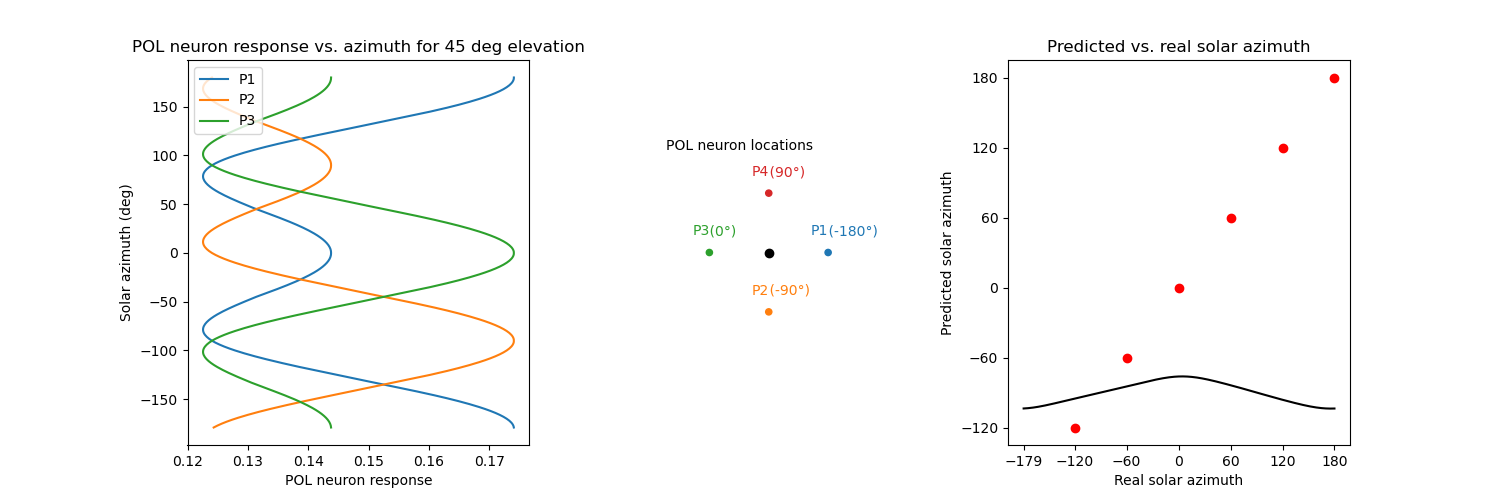 POL neuron response vs. azimuth for 45 deg elevation
P1
P2
P3
150
100
50
0
−50
−100
−150
Solar azimuth (deg)
0.12 0.13 0.14 0.15 0.16 0.17
POL neuron response
POL neuron locations
P4(90°)
P3(0°) P1(-180°)
P2(-90°)
Predicted vs. real solar azimuth
180
120
60
0
−60
−120
Predicted solar azimuth
−179 −120 −60 0 60 120 180
Real solar azimuth